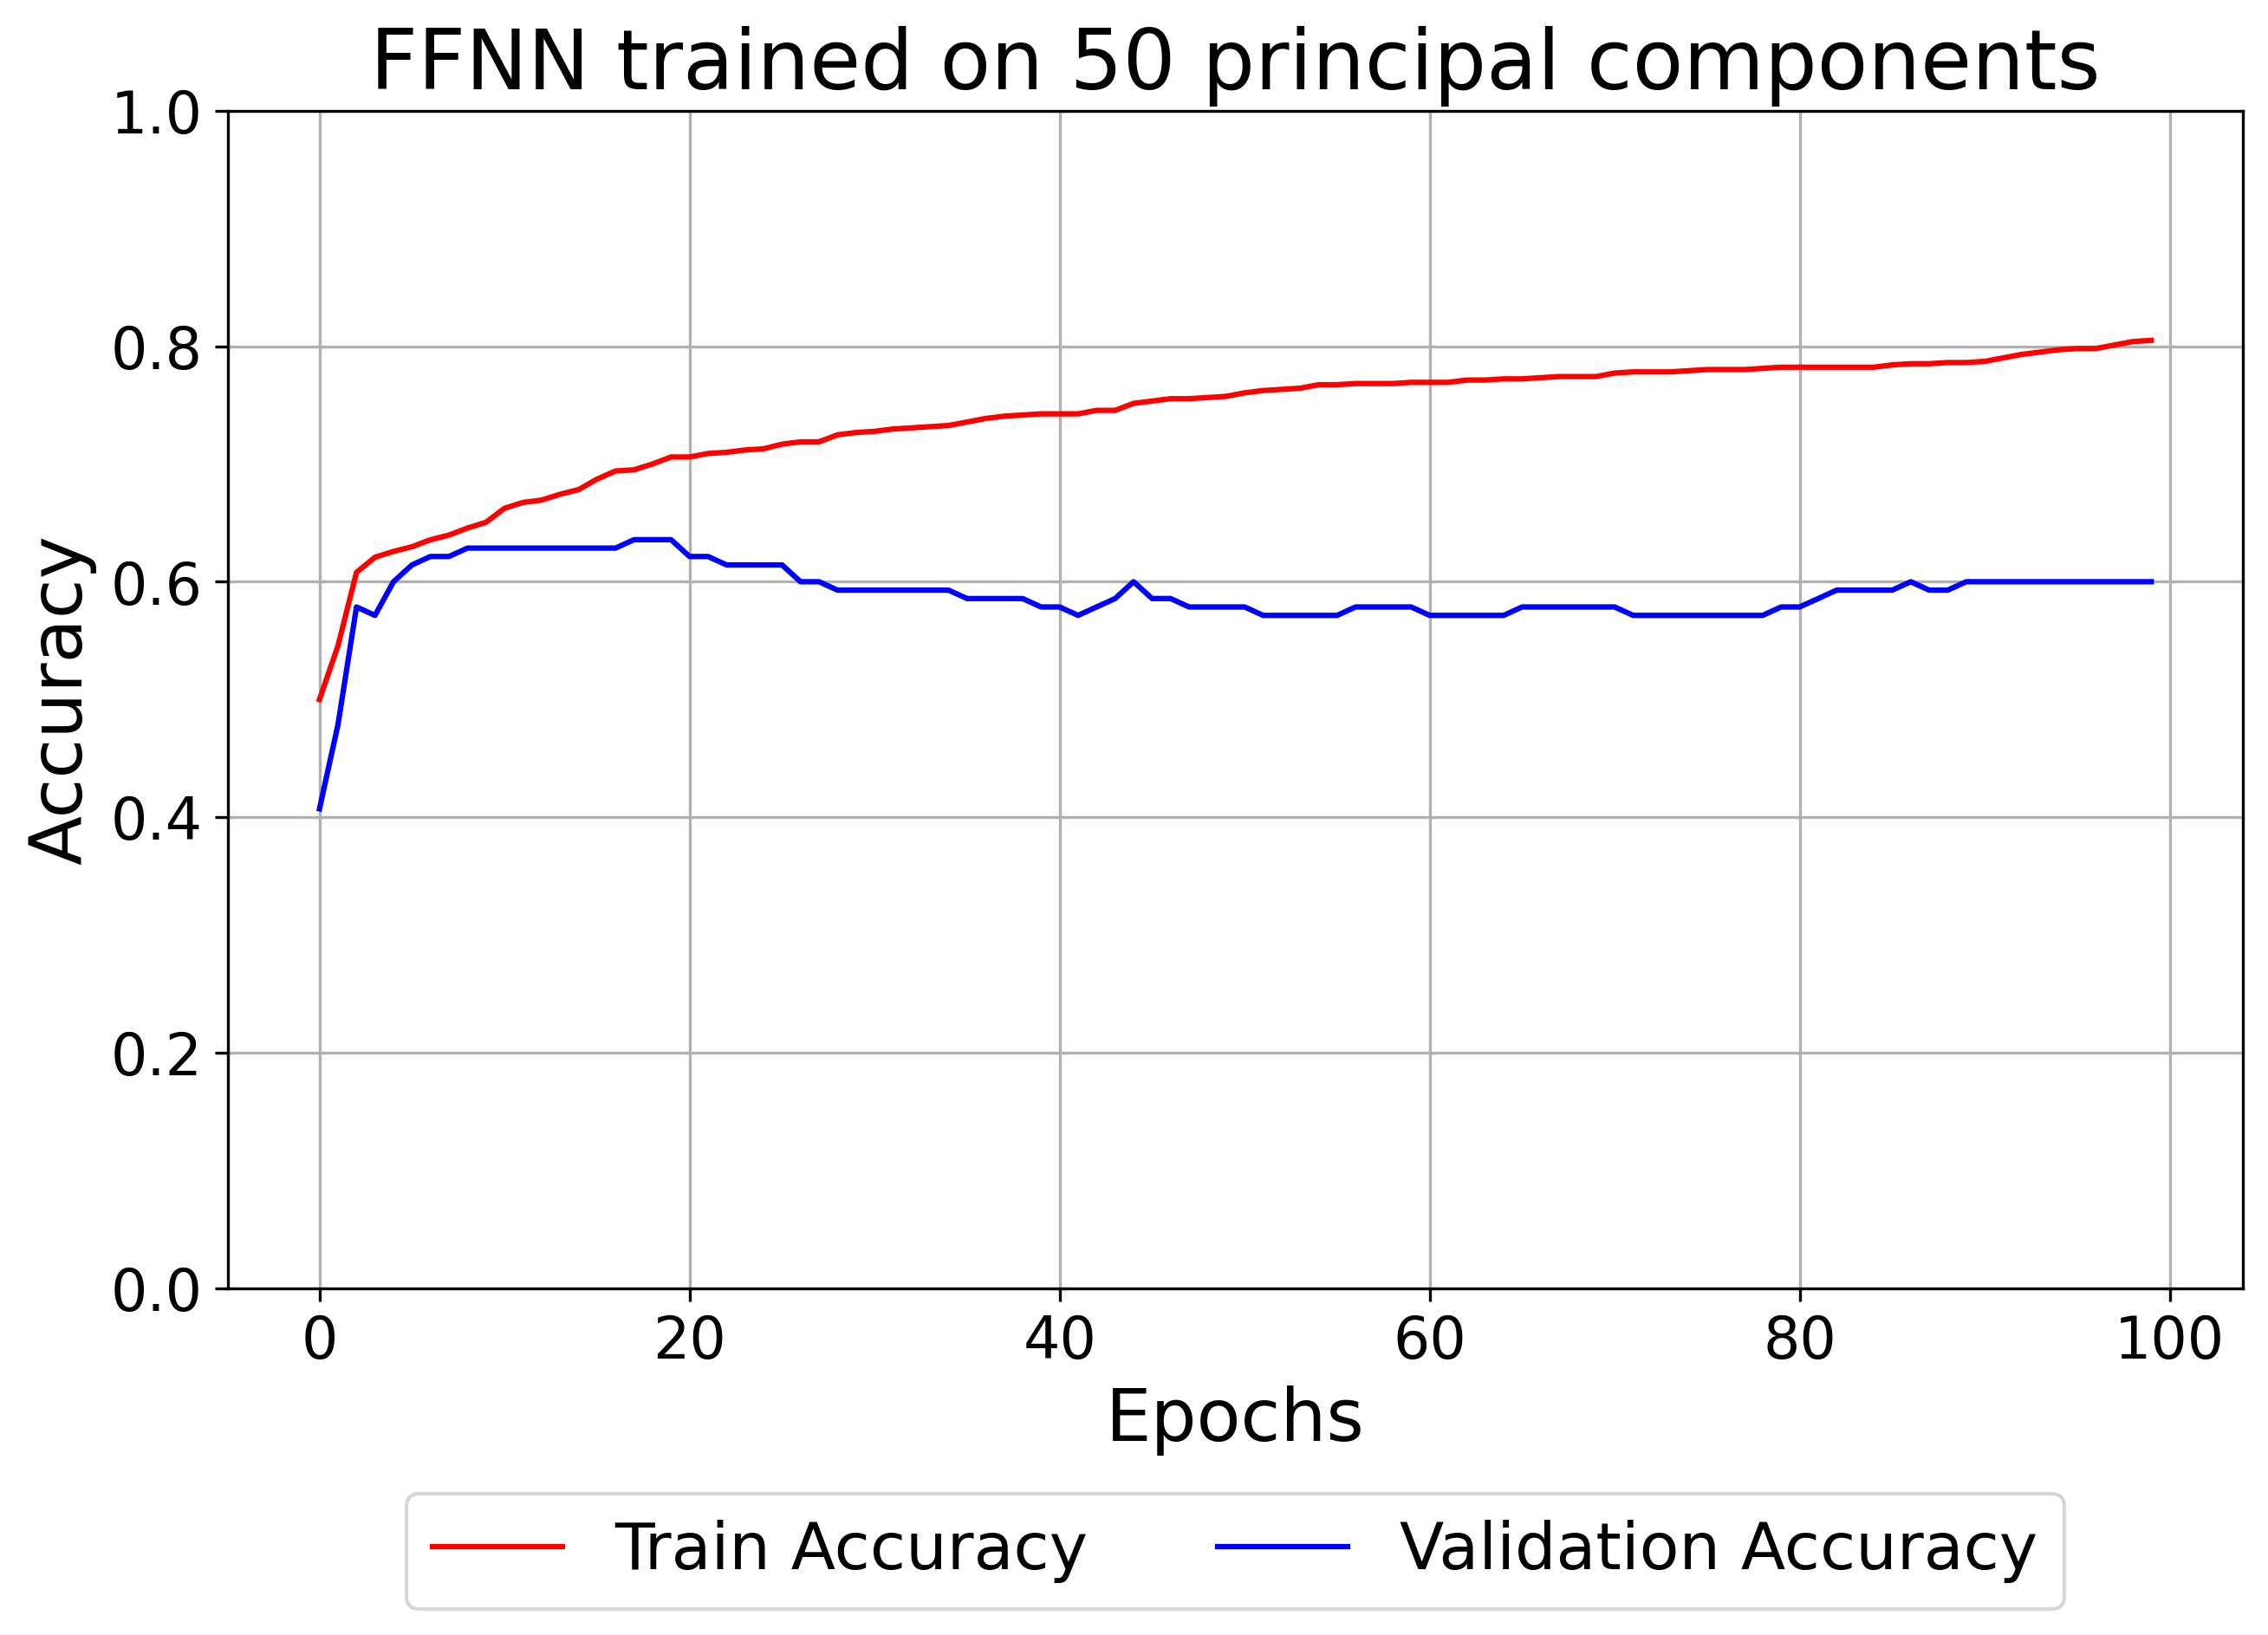 FFNN trained on 50 principal components
1.0
0.8
0.6
0.4
0.2
0.0
Accuracy
0 20 40 60 80 100
Epochs
Train Accuracy Validation Accuracy